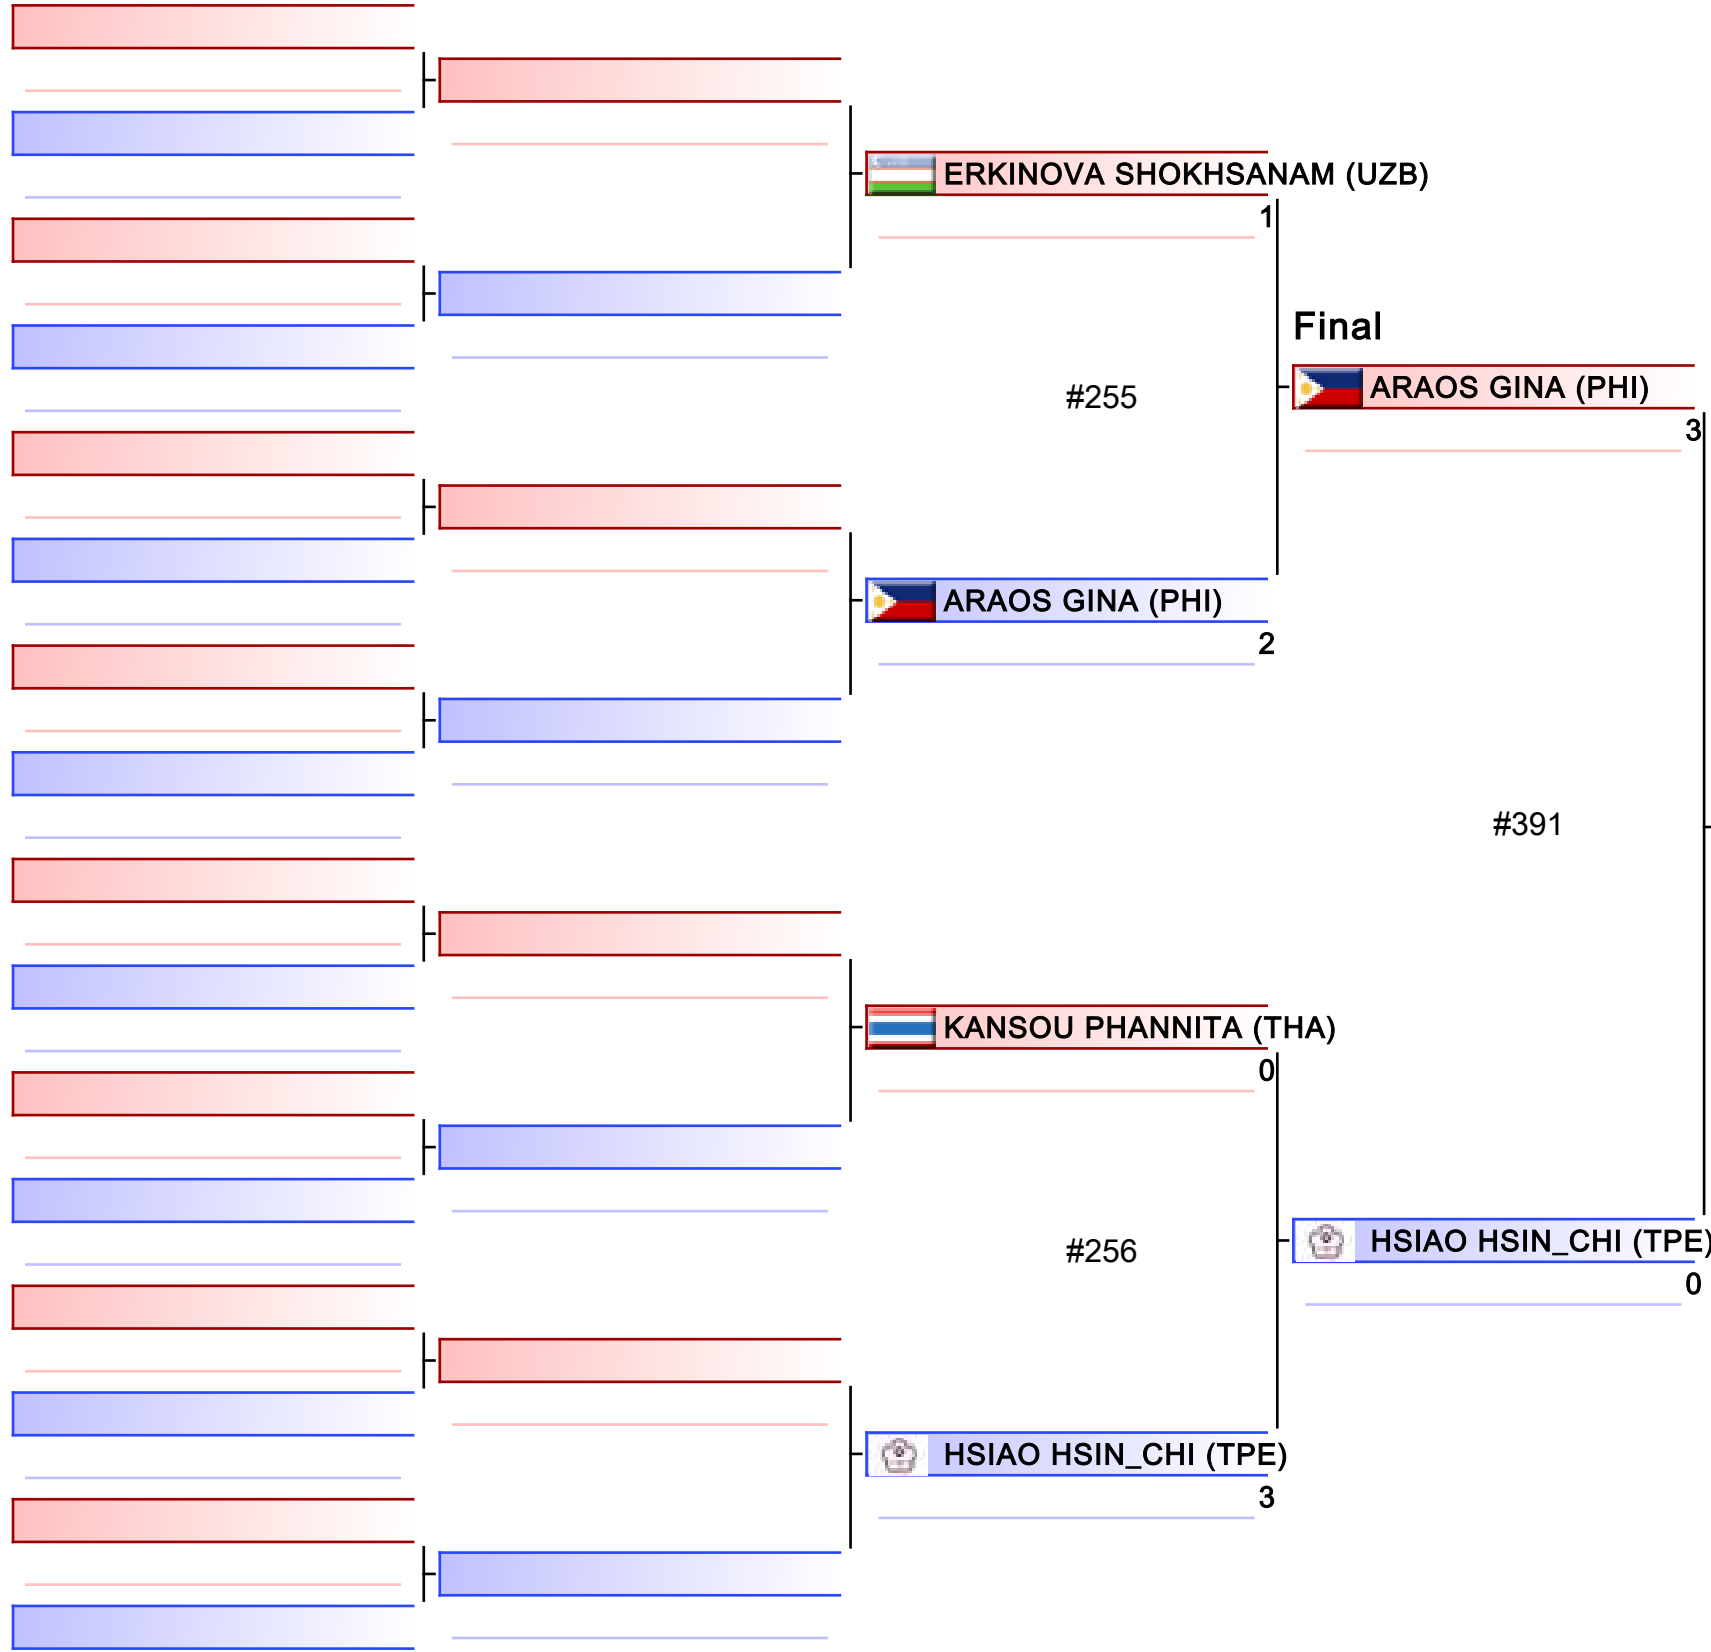 ERKINOVA SHOKHSANAM (UZB)
1
#255
Final
ARAOS GINA (PHI)
3
ARAOS GINA (PHI)
2
#391
KANSOU PHANNITA (THA)
0
#256
HSIAO HSIN_CHI (TPE)
0
HSIAO HSIN_CHI (TPE)
3